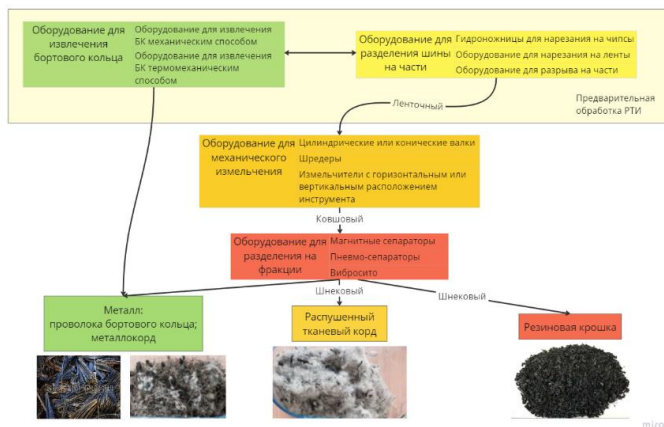 Оборудование для
извлечения
бортового кольца
Оборудование для извлечения
БК механическим способом
Оборудование для извлечения
БК термомеханическим
способом
Оборудование для
разделения шины
на части
Гидроножницы для нарезания на чипсы
Оборудование для нарезания на ленты
Оборудование для разрыва на части
Ленточный
Предварительная
обработка РТИ
Оборудование для
механического
измельчения
Цилиндрические или конические валки
Шредеры
Измельчители с горизонтальным или
вертикальным расположением
инструмента
Ковшовый
Оборудование для
разделения на
фракции
Магнитные сепараторы
Пневмо-сепараторы
Вибросито
Шнековый
Шнековый
Металл:
проволока бортового кольца;
металлокорд
Распушенный
тканевый корд
Резиновая крошка
miro